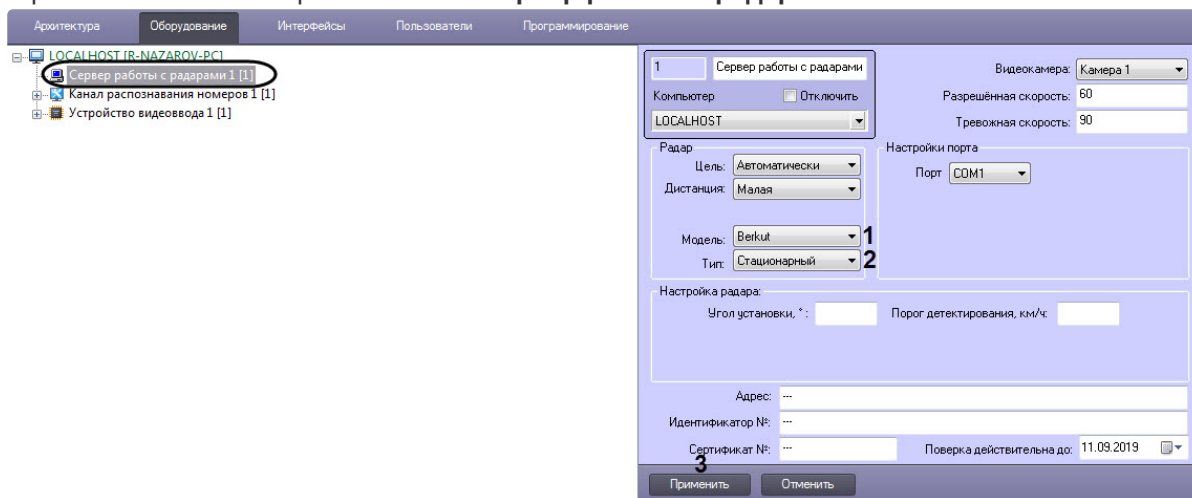 Архитектура Оборудование Интерфейсы Пользователи Программирование
LOCALHOST [R-NAZAROV-PC]
Сервер работы с радарами 1 [1]
Канал распознавания номеров 1 [1]
Устройство видеоввода 1 [1]
1 Сервер работы с радарами
Компьютер Отключить
LOCALHOST
Видеокамера: Камера 1
Разрешённая скорость: 60
Тревожная скорость: 90
Радар
Цель: Автоматически
Дистанция: Малая
Модель: Berkut 1
Тип: Стационарный 2
Настройки порта
Порт COM1
Настройка радара:
Угол установки, ° : Порог детектирования, км/ч:
Адрес: ---
Идентификатор №: ---
Сертификат №: --- Поверка действительна до: 11.09.2019
3
Применить Отменить